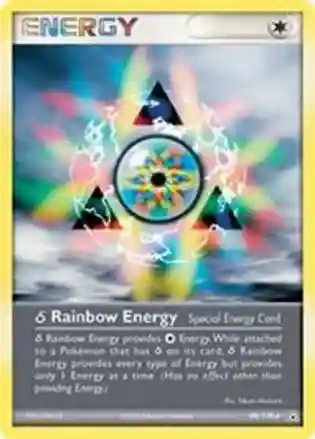 ENERGY
δ Rainbow Energy Special Energy Card
δ Rainbow Energy provides Energy. While attached
to a Pokémon that has δ on its card, δ Rainbow
Energy provides every type of Energy but provides
only 1 Energy at a time. (Has no effect other than
providing Energy.)